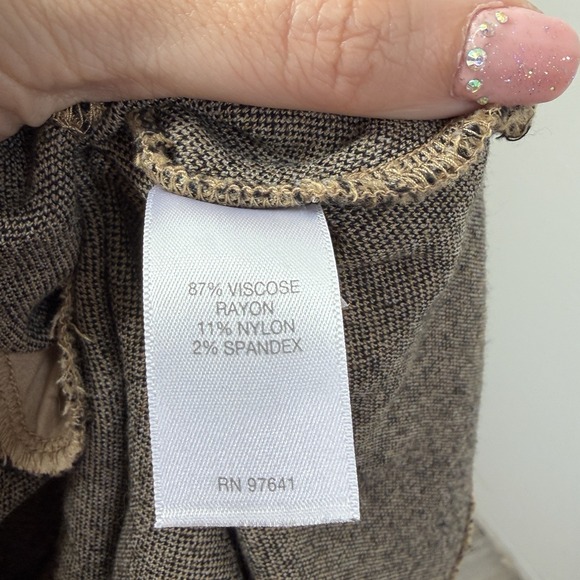 87% VISCOSE
RAYON
11% NYLON
2% SPANDEX
RN 97641